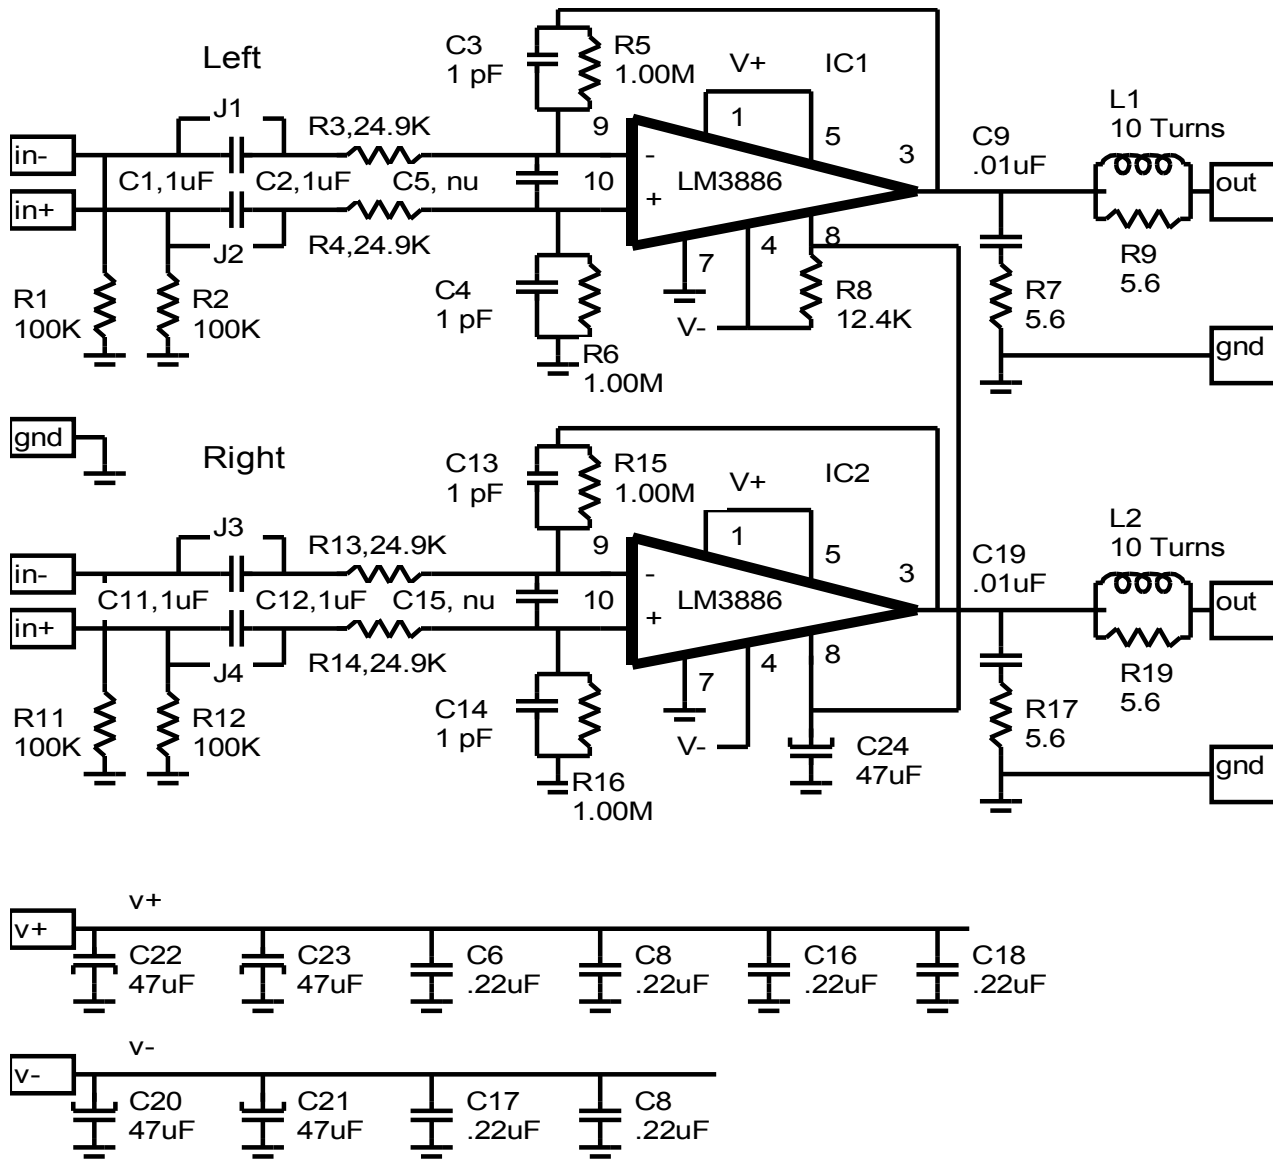 Left
C3
1 pF
R5
1.00M
V+
IC1
L1
10 Turns
J1
R3,24.9K
9
1
5
3
C9
.01uF
in-
-
C1,1uF
C2,1uF
C5, nu
10
LM3886
out
in+
+
J2
R4,24.9K
7
4
8
R9
5.6
R1
100K
R2
100K
C4
1 pF
R8
12.4K
R7
5.6
V-
R6
1.00M
gnd
gnd
Right
C13
1 pF
R15
1.00M
V+
IC2
L2
10 Turns
J3
R13,24.9K
9
1
5
3
C19
.01uF
in-
-
C11,1uF
C12,1uF
C15, nu
10
LM3886
out
in+
+
J4
R14,24.9K
7
4
8
R19
5.6
R11
100K
R12
100K
C14
1 pF
R17
5.6
V-
C24
47uF
gnd
R16
1.00M
v+
v+
C22
47uF
C23
47uF
C6
.22uF
C8
.22uF
C16
.22uF
C18
.22uF
v-
v-
C20
47uF
C21
47uF
C17
.22uF
C8
.22uF